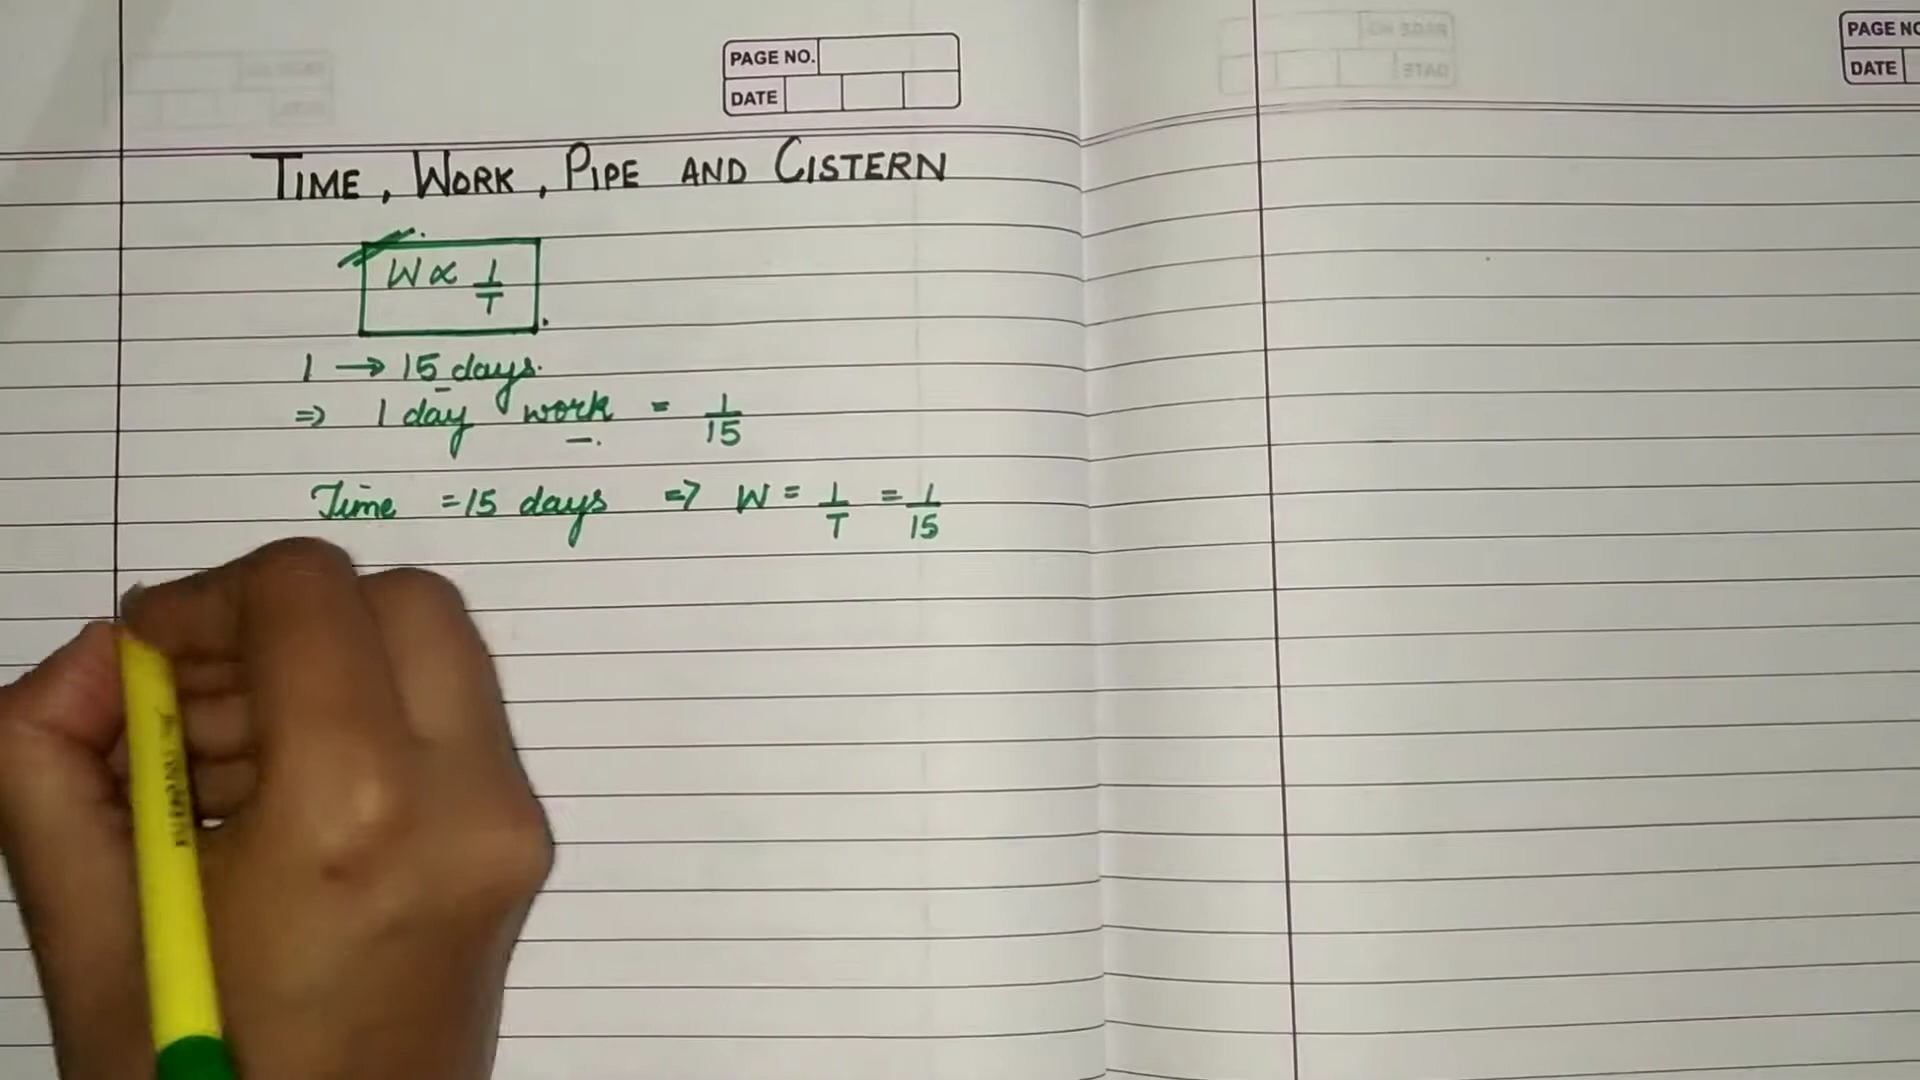 PAGE NO.
DATE
PAGE NO
DATE
TIME, WORK, PIPE AND CISTERN
W ∝ 1/T
1 → 15 days.
⇒ 1 day work = 1/15
Time = 15 days ⇒ W = 1/T = 1/15